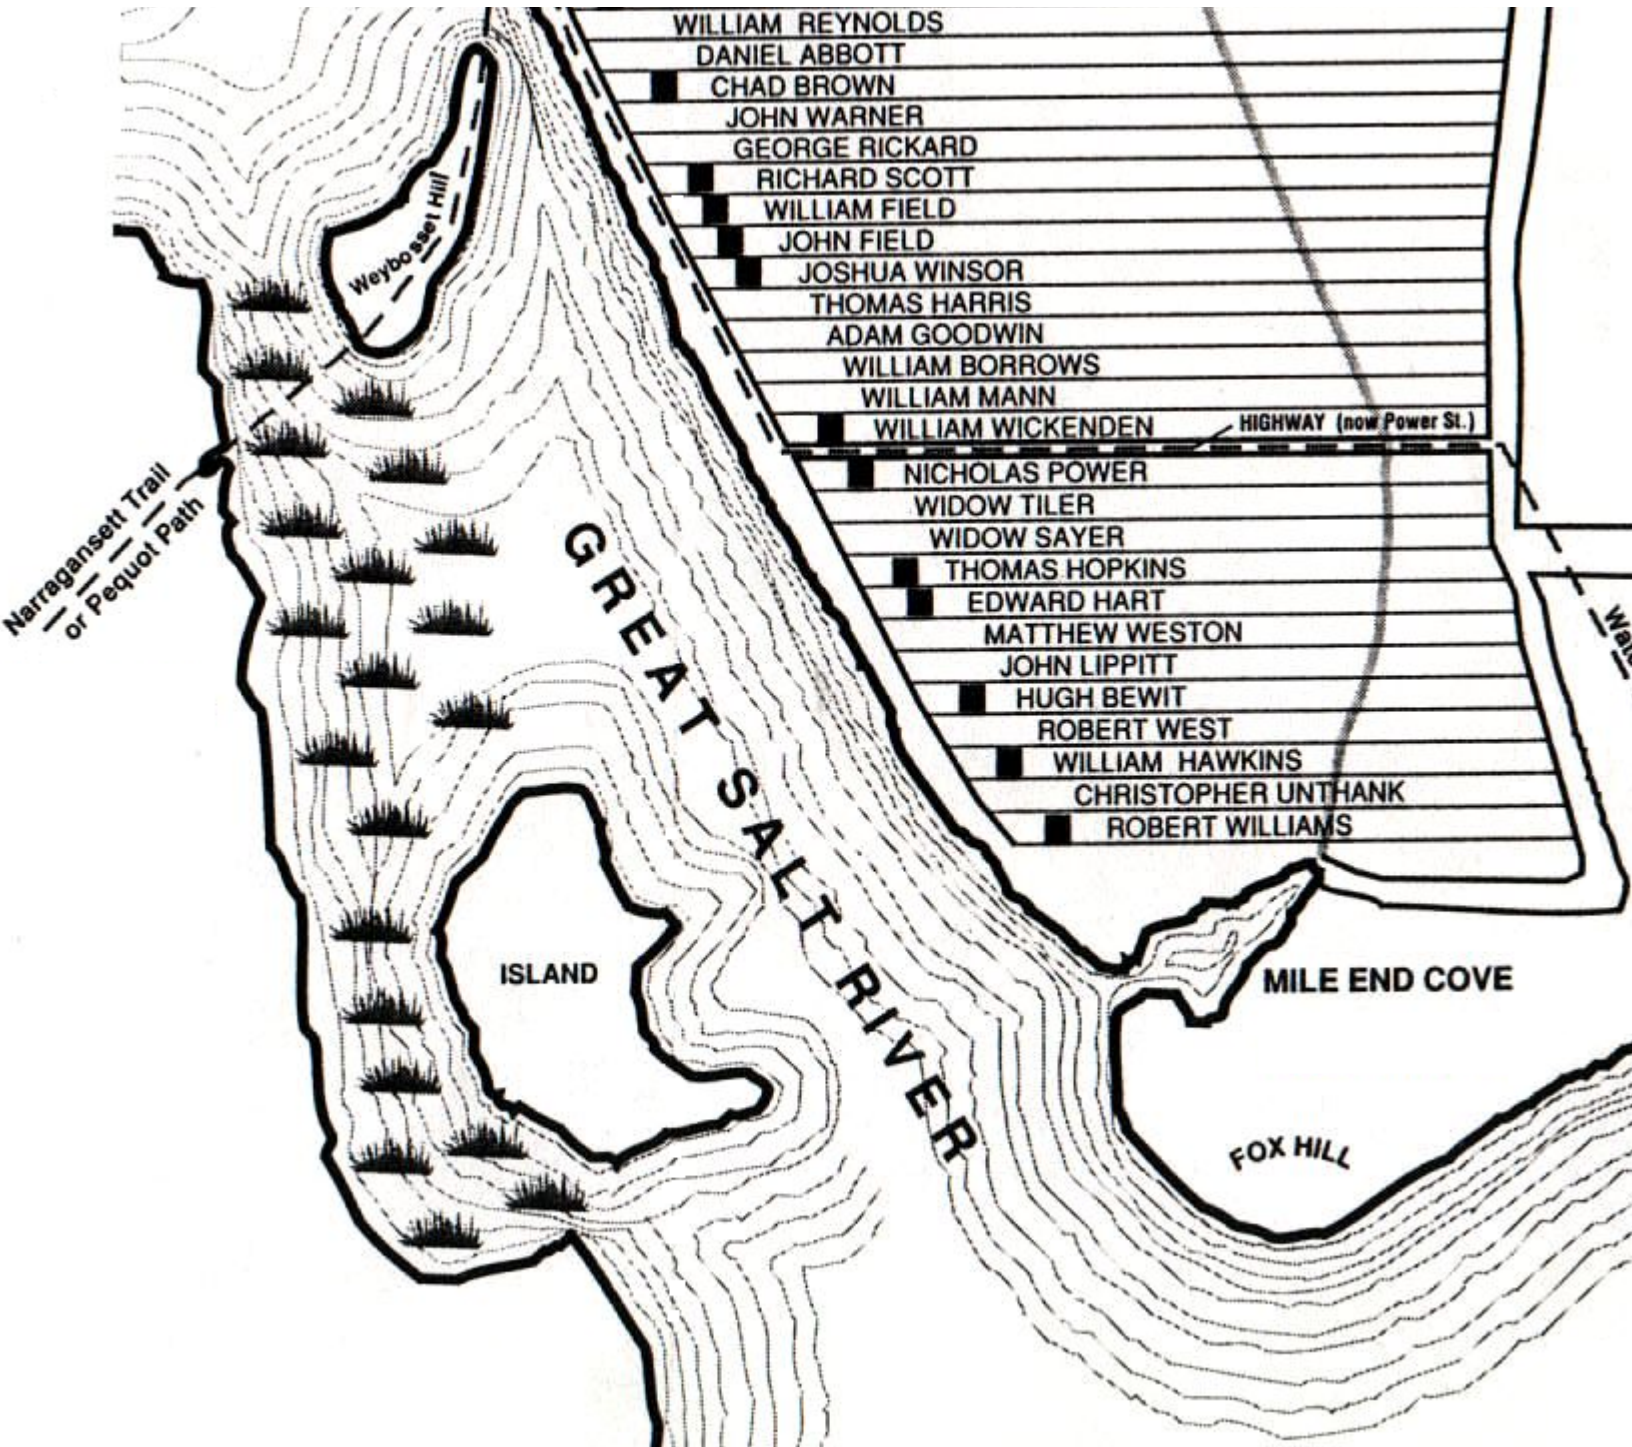 WILLIAM REYNOLDS
DANIEL ABBOTT
CHAD BROWN
JOHN WARNER
GEORGE RICKARD
RICHARD SCOTT
WILLIAM FIELD
JOHN FIELD
JOSHUA WINSOR
THOMAS HARRIS
ADAM GOODWIN
WILLIAM BORROWS
WILLIAM MANN
WILLIAM WICKENDEN
HIGHWAY (now Power St.)
NICHOLAS POWER
WIDOW TILER
WIDOW SAYER
THOMAS HOPKINS
EDWARD HART
MATTHEW WESTON
JOHN LIPPITT
HUGH BEWIT
ROBERT WEST
WILLIAM HAWKINS
CHRISTOPHER UNTHANK
ROBERT WILLIAMS
Weybosset Hill
Narragansett Trail
or Pequot Path
GREAT SALT RIVER
ISLAND
MILE END COVE
FOX HILL